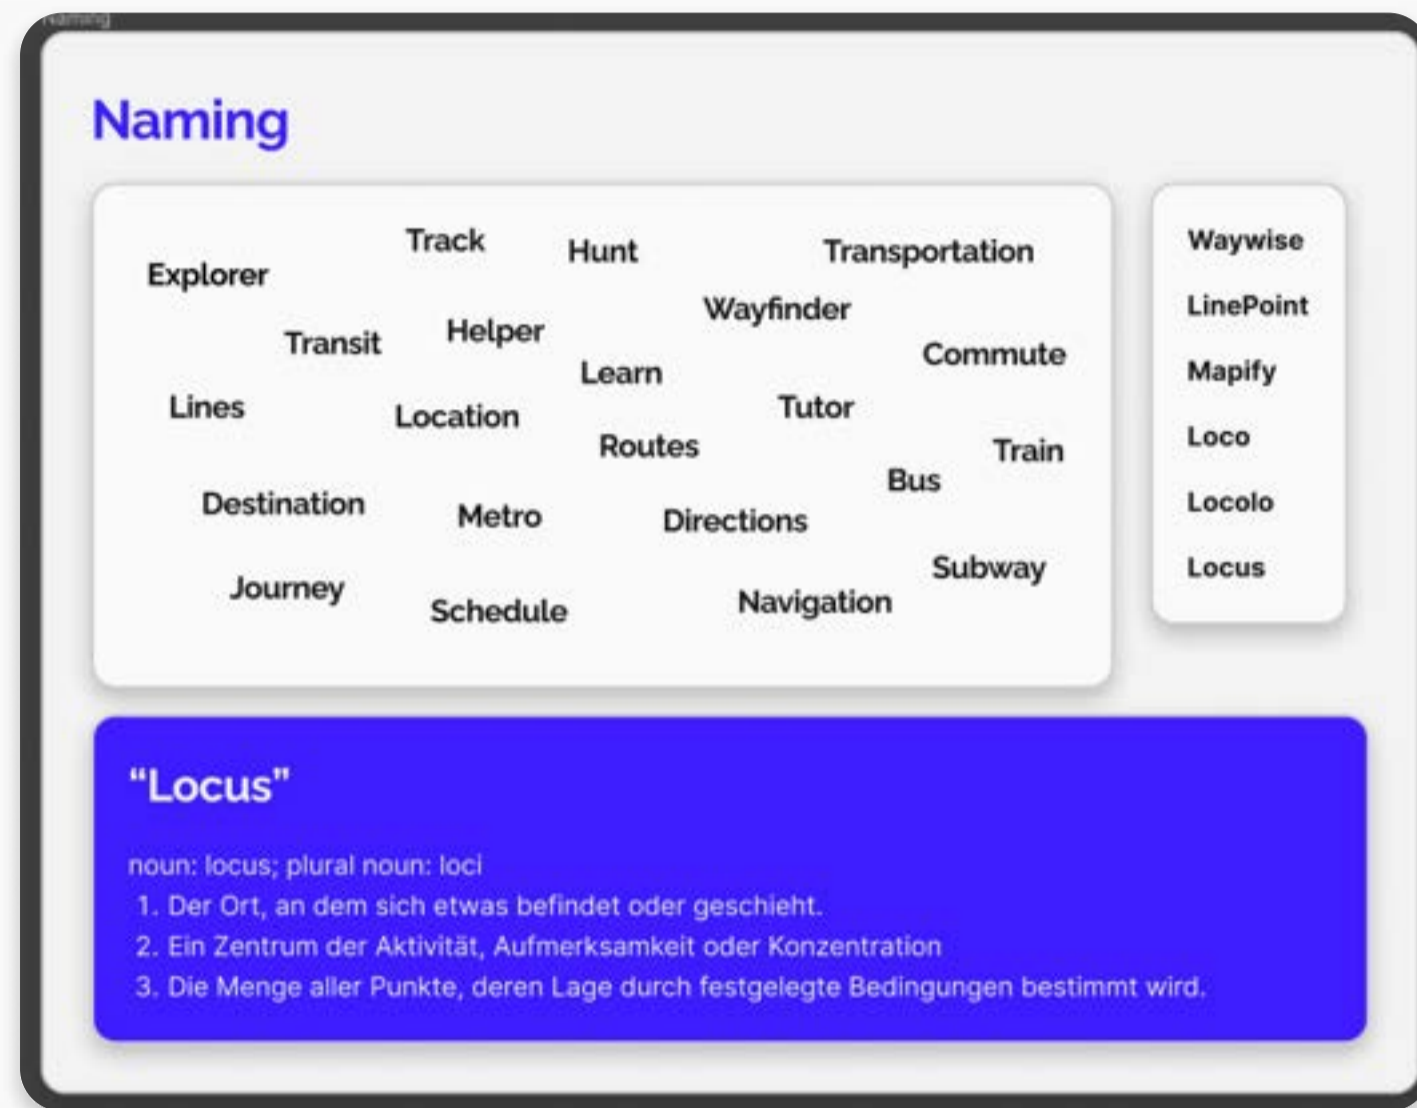 Naming
Naming
Track
Hunt
Transportation
Explorer
Wayfinder
Helper
Transit
Commute
Learn
Lines
Location
Tutor
Routes
Train
Bus
Destination
Metro
Directions
Subway
Journey
Schedule
Navigation
Waywise
LinePoint
Mapify
Loco
Locolo
Locus
“Locus”
noun: locus; plural noun: loci
1. Der Ort, an dem sich etwas befindet oder geschieht.
2. Ein Zentrum der Aktivität, Aufmerksamkeit oder Konzentration
3. Die Menge aller Punkte, deren Lage durch festgelegte Bedingungen bestimmt wird.